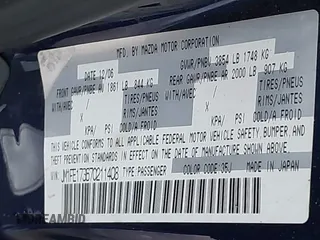 MFD. BY MAZDA MOTOR CORPORATION
DATE 12/06 GVWR/PNBV 3854 LB 1748 KG
FRONT GAWR/PNBE AV 1861 LB 844 KG REAR GAWR/PNBE AR 2000 LB 907 KG
WITH/AVEC / TIRES/PNEUS WITH/AVEC / TIRES/PNEUS
/ RIMS/JANTES / RIMS/JANTES
KPA/ PSI COLD/A FROID KPA/ PSI COLD/A FROID
THIS VEHICLE CONFORMS TO ALL APPLICABLE FEDERAL MOTOR VEHICLE SAFETY, BUMPER AND
THEFT PREVENTION STANDARDS IN EFFECT ON THE DATE OF MANUFACTURE SHOWN ABOVE.
JM1FE173570211408 TYPE PASSENGER COLOR CODE 35J MADE IN JAPAN